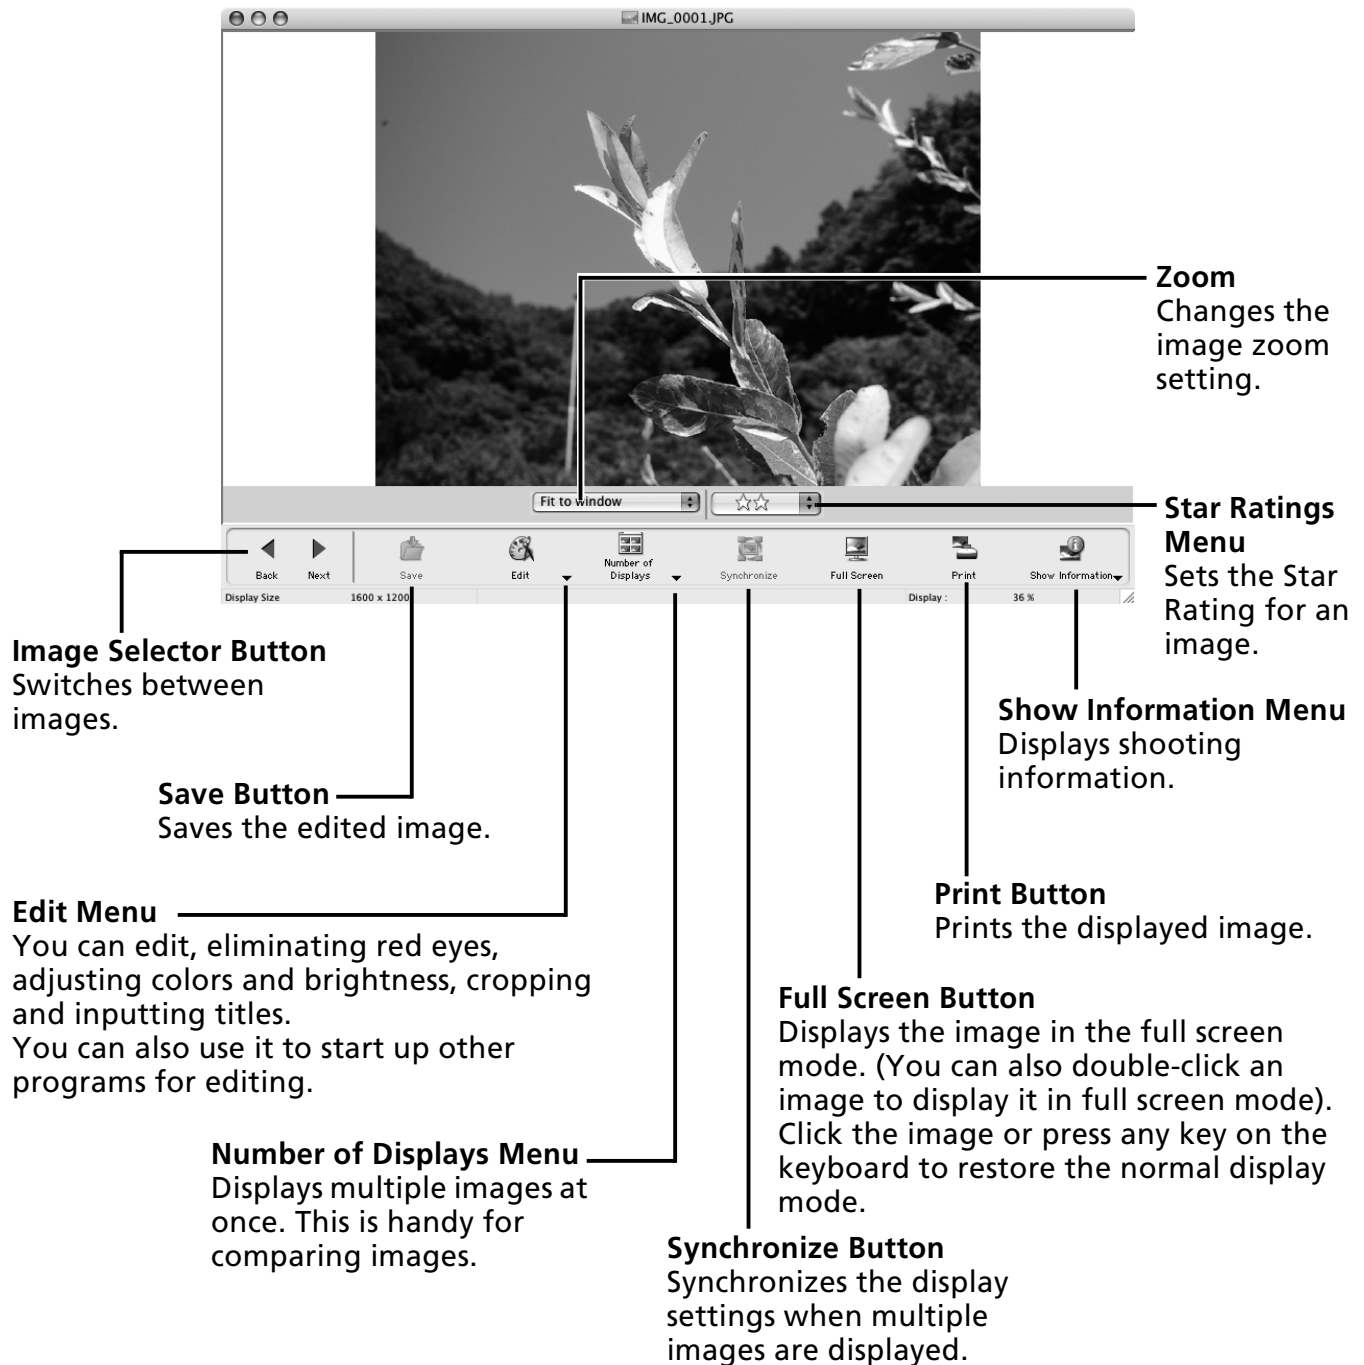 IMG_0001.JPG
Zoom
Changes the
image zoom
setting.
Fit to window
Star Ratings
Menu
Sets the Star
Rating for an
image.
Back
Next
Save
Edit
Number of
Displays
Synchronize
Full Screen
Print
Show Information
Display Size
1600 x 1200
Display :
36 %
Image Selector Button
Switches between
images.
Show Information Menu
Displays shooting
information.
Save Button
Saves the edited image.
Print Button
Prints the displayed image.
Edit Menu
You can edit, eliminating red eyes,
adjusting colors and brightness, cropping
and inputting titles.
You can also use it to start up other
programs for editing.
Full Screen Button
Displays the image in the full screen
mode. (You can also double-click an
image to display it in full screen mode).
Click the image or press any key on the
keyboard to restore the normal display
mode.
Number of Displays Menu
Displays multiple images at
once. This is handy for
comparing images.
Synchronize Button
Synchronizes the display
settings when multiple
images are displayed.